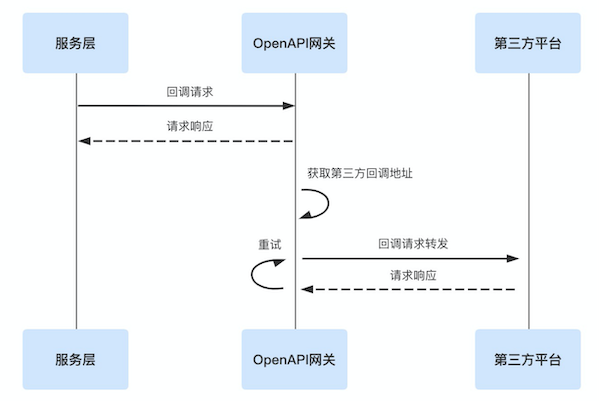 服务层
OpenAPI网关
第三方平台
回调请求
请求响应
获取第三方回调地址
重试
回调请求转发
请求响应
服务层
OpenAPI网关
第三方平台